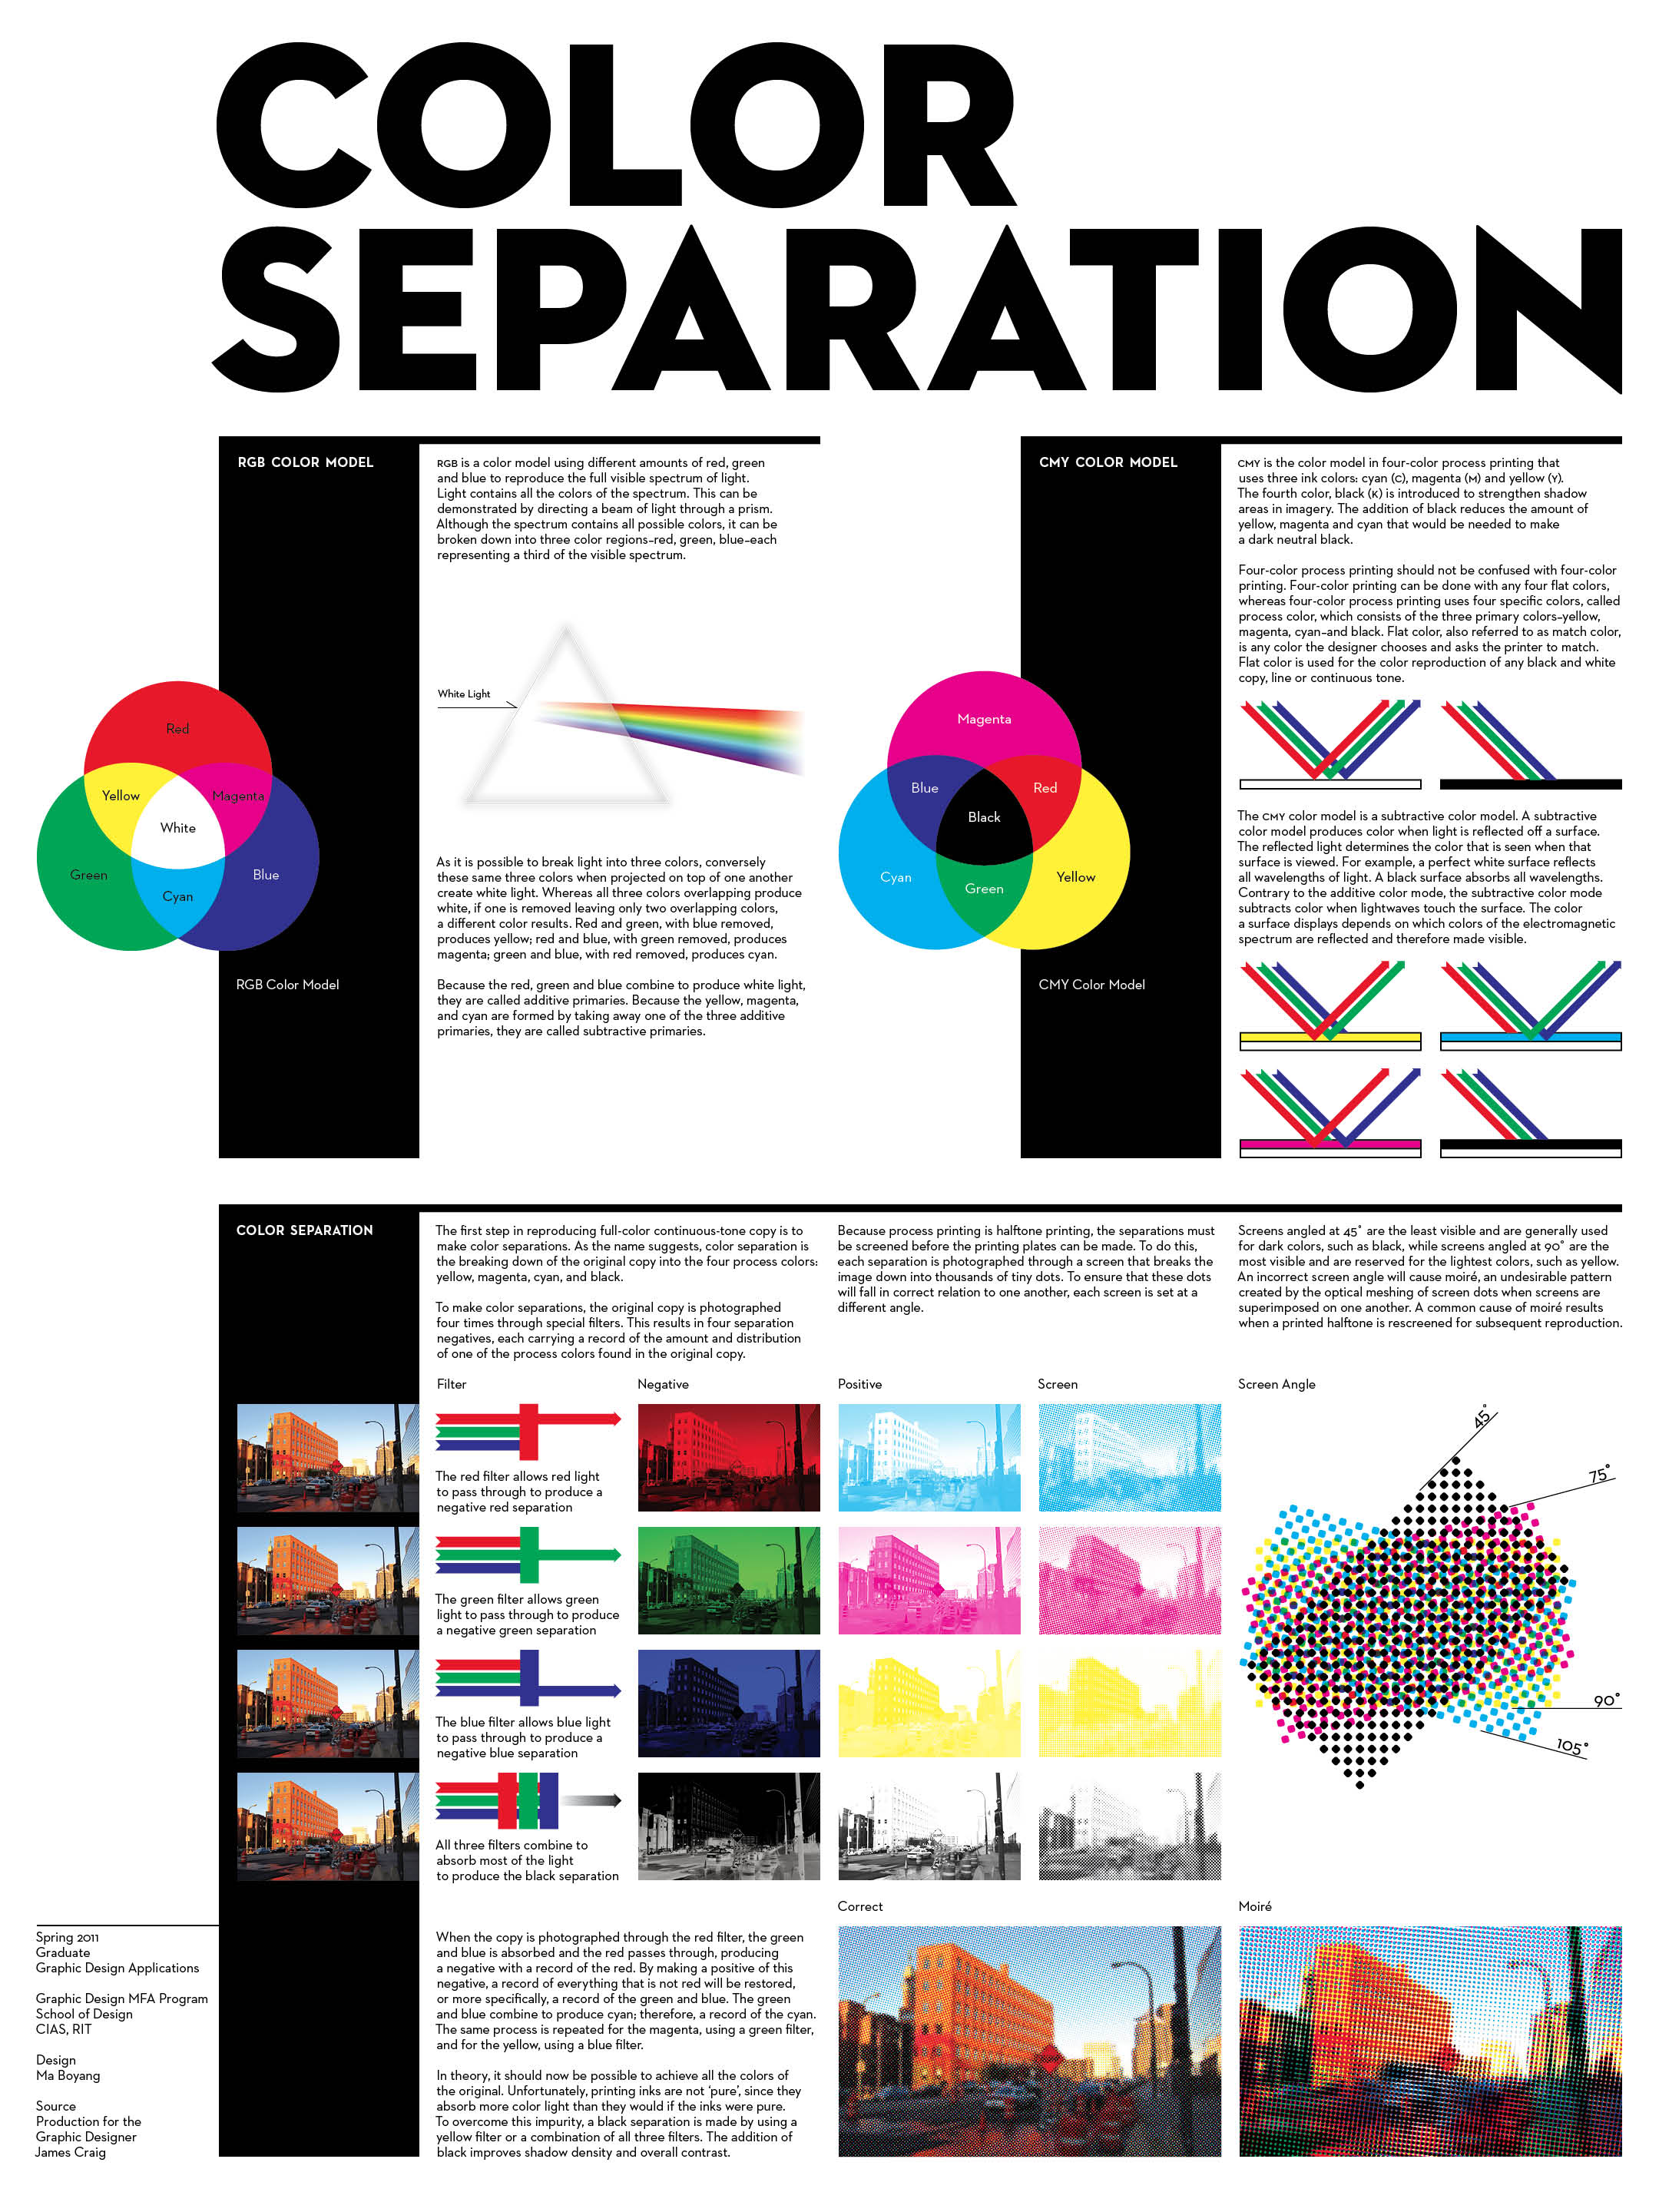 COLOR
SEPARATION
RGB COLOR MODEL
RGB is a color model using different amounts of red, green
and blue to reproduce the full visible spectrum of light.
Light contains all the colors of the spectrum. This can be
demonstrated by directing a beam of light through a prism.
Although the spectrum contains all possible colors, it can be
broken down into three color regions–red, green, blue–each
representing a third of the visible spectrum.
White Light
Red
Yellow
Magenta
White
Green
Blue
Cyan
RGB Color Model
As it is possible to break light into three colors, conversely
these same three colors when projected on top of one another
create white light. Whereas all three colors overlapping produce
white, if one is removed leaving only two overlapping colors,
a different color results. Red and green, with blue removed,
produces yellow; red and blue, with green removed, produces
magenta; green and blue, with red removed, produces cyan.
Because the red, green and blue combine to produce white light,
they are called additive primaries. Because the yellow, magenta,
and cyan are formed by taking away one of the three additive
primaries, they are called subtractive primaries.
CMY COLOR MODEL
CMY is the color model in four-color process printing that
uses three ink colors: cyan (C), magenta (M) and yellow (Y).
The fourth color, black (K) is introduced to strengthen shadow
areas in imagery. The addition of black reduces the amount of
yellow, magenta and cyan that would be needed to make
a dark neutral black.
Four-color process printing should not be confused with four-color
printing. Four-color printing can be done with any four flat colors,
whereas four-color process printing uses four specific colors, called
process color, which consists of the three primary colors–yellow,
magenta, cyan–and black. Flat color, also referred to as match color,
is any color the designer chooses and asks the printer to match.
Flat color is used for the color reproduction of any black and white
copy, line or continuous tone.
Magenta
Blue
Red
Black
Cyan
Yellow
Green
CMY Color Model
The CMY color model is a subtractive color model. A subtractive
color model produces color when light is reflected off a surface.
The reflected light determines the color that is seen when that
surface is viewed. For example, a perfect white surface reflects
all wavelengths of light. A black surface absorbs all wavelengths.
Contrary to the additive color mode, the subtractive color mode
subtracts color when lightwaves touch the surface. The color
a surface displays depends on which colors of the electromagnetic
spectrum are reflected and therefore made visible.
COLOR SEPARATION
The first step in reproducing full-color continuous-tone copy is to
make color separations. As the name suggests, color separation is
the breaking down of the original copy into the four process colors:
yellow, magenta, cyan, and black.
To make color separations, the original copy is photographed
four times through special filters. This results in four separation
negatives, each carrying a record of the amount and distribution
of one of the process colors found in the original copy.
Because process printing is halftone printing, the separations must
be screened before the printing plates can be made. To do this,
each separation is photographed through a screen that breaks the
image down into thousands of tiny dots. To ensure that these dots
will fall in correct relation to one another, each screen is set at a
different angle.
Screens angled at 45° are the least visible and are generally used
for dark colors, such as black, while screens angled at 90° are the
most visible and are reserved for the lightest colors, such as yellow.
An incorrect screen angle will cause moiré, an undesirable pattern
created by the optical meshing of screen dots when screens are
superimposed on one another. A common cause of moiré results
when a printed halftone is rescreened for subsequent reproduction.
Filter
Negative
Positive
Screen
Screen Angle
The red filter allows red light
to pass through to produce a
negative red separation
The green filter allows green
light to pass through to produce
a negative green separation
The blue filter allows blue light
to pass through to produce a
negative blue separation
All three filters combine to
absorb most of the light
to produce the black separation
45°
75°
90°
105°
Correct
Moiré
When the copy is photographed through the red filter, the green
and blue is absorbed and the red passes through, producing
a negative with a record of the red. By making a positive of this
negative, a record of everything that is not red will be restored,
or more specifically, a record of the green and blue. The green
and blue combine to produce cyan; therefore, a record of the cyan.
The same process is repeated for the magenta, using a green filter,
and for the yellow, using a blue filter.
In theory, it should now be possible to achieve all the colors of
the original. Unfortunately, printing inks are not ‘pure’, since they
absorb more color light than they would if the inks were pure.
To overcome this impurity, a black separation is made by using a
yellow filter or a combination of all three filters. The addition of
black improves shadow density and overall contrast.
Spring 2011
Graduate
Graphic Design Applications
Graphic Design MFA Program
School of Design
CIAS, RIT
Design
Ma Boyang
Source
Production for the
Graphic Designer
James Craig